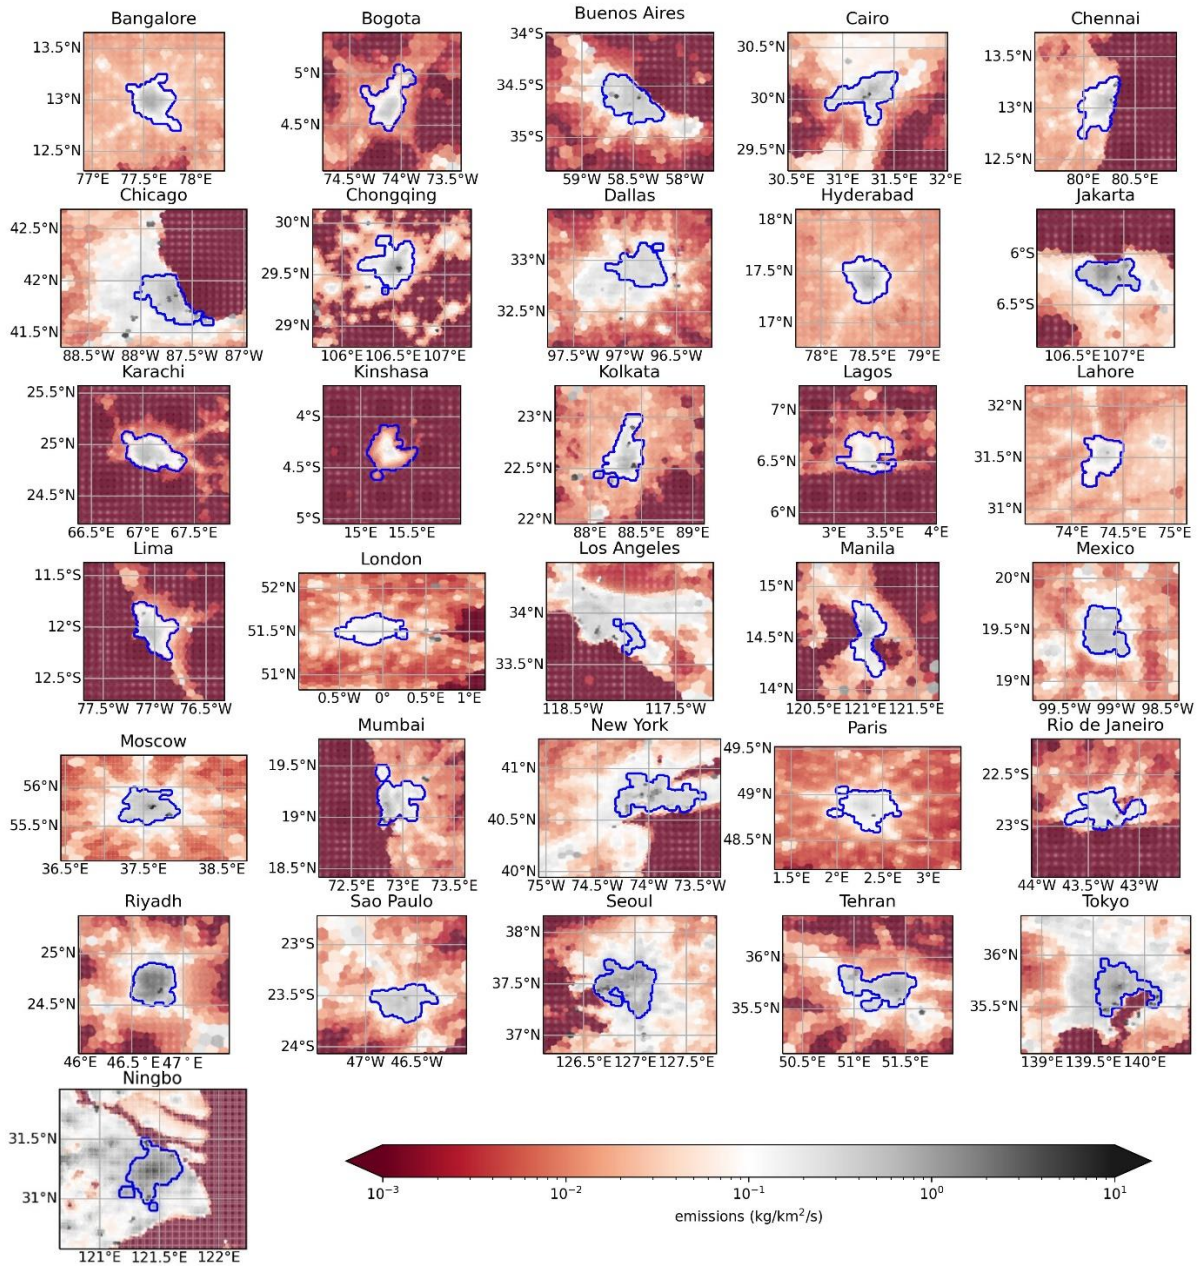 Bangalore
13.5°N
13°N
12.5°N
77°E 77.5°E 78°E
Bogota
5°N
4.5°N
74.5°W 74°W 73.5°W
Buenos Aires
34°S
34.5°S
35°S
59°W 58.5°W 58°W
Cairo
30.5°N
30°N
29.5°N
30.5°E 31°E 31.5°E 32°E
Chennai
13.5°N
13°N
12.5°N
80°E 80.5°E
Chicago
42.5°N
42°N
41.5°N
88.5°W 88°W 87.5°W 87°W
Chongqing
30°N
29.5°N
29°N
106°E 106.5°E 107°E
Dallas
33°N
32.5°N
97.5°W 97°W 96.5°W
Hyderabad
18°N
17.5°N
17°N
78°E 78.5°E 79°E
Jakarta
6°S
6.5°S
106.5°E 107°E
Karachi
25.5°N
25°N
24.5°N
66.5°E 67.0°E 67.5°E
Kinshasa
4°S
4.5°S
5°S
15°E 15.5°E
Kolkata
23°N
22.5°N
22°N
88°E 88.5°E 89°E
Lagos
7°N
6.5°N
6°N
3°E 3.5°E 4°E
Lahore
32°N
31.5°N
31°N
74°E 74.5°E 75°E
Lima
11.5°S
12°S
12.5°S
77.5°W 77°W 76.5°W
London
52°N
51.5°N
51°N
0.5°W 0° 0.5°E 1°E
Los Angeles
34°N
33.5°N
118.5°W 117.5°W
Manila
15°N
14.5°N
14°N
120.5°E 121°E 121.5°E
Mexico
20°N
19.5°N
19°N
99.5°W 99°W 98.5°W
Moscow
56°N
55.5°N
36.5°E 37.5°E 38.5°E
Mumbai
19.5°N
19°N
18.5°N
72.5°E 73°E 73.5°E
New York
41°N
40.5°N
40°N
75°W 74.5°W 74°W 73.5°W
Paris
49.5°N
49°N
48.5°N
1.5°E 2°E 2.5°E 3°E
Rio de Janeiro
22.5°S
23°S
44°W 43.5°W 43°W
Riyadh
25°N
24.5°N
46°E 46.5°E 47°E
Sao Paulo
23°S
23.5°S
24°S
47°W 46.5°W
Seoul
38°N
37.5°N
37°N
126.5°E 127°E 127.5°E
Tehran
36°N
35.5°N
50.5°E 51°E 51.5°E
Tokyo
36°N
35.5°N
139°E 139.5°E 140°E
Ningbo
31.5°N
31°N
121°E 121.5°E 122°E
10⁻³ 10⁻² 10⁻¹ 10⁰ 10¹
emissions (kg/km²/s)